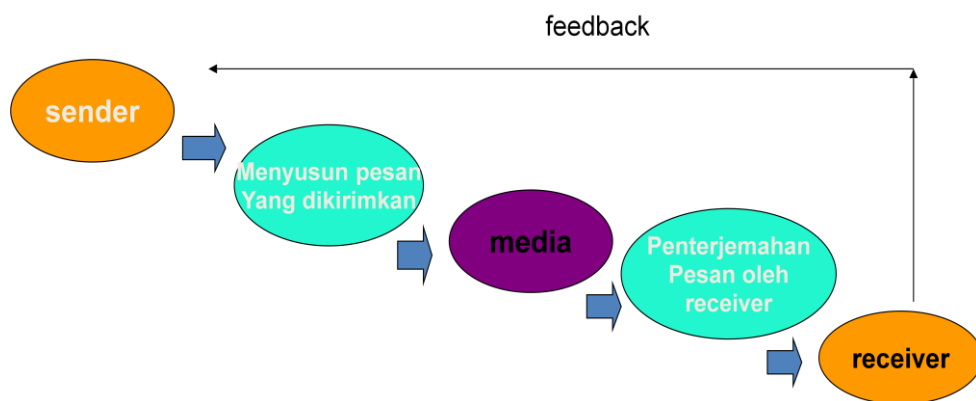 feedback
sender
Menyusun pesan
Yang dikirimkan
media
Penterjemahan
Pesan oleh
receiver
receiver